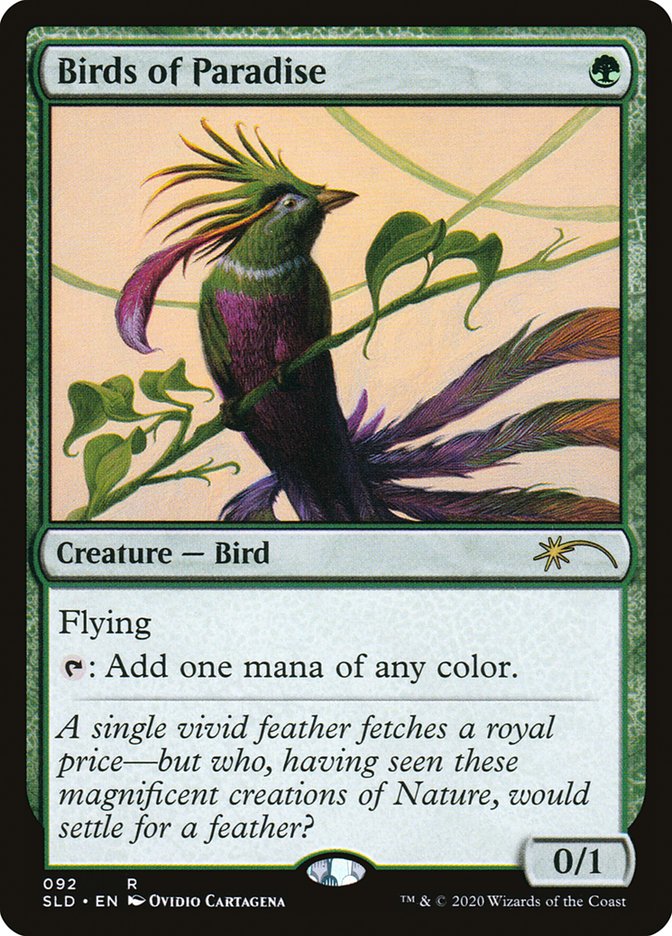 Birds of Paradise
Creature — Bird
Flying
: Add one mana of any color.
A single vivid feather fetches a royal
price—but who, having seen these
magnificent creations of Nature, would
settle for a feather?
0/1
092 R
SLD • EN Ovidio Cartagena
™ & © 2020 Wizards of the Coast